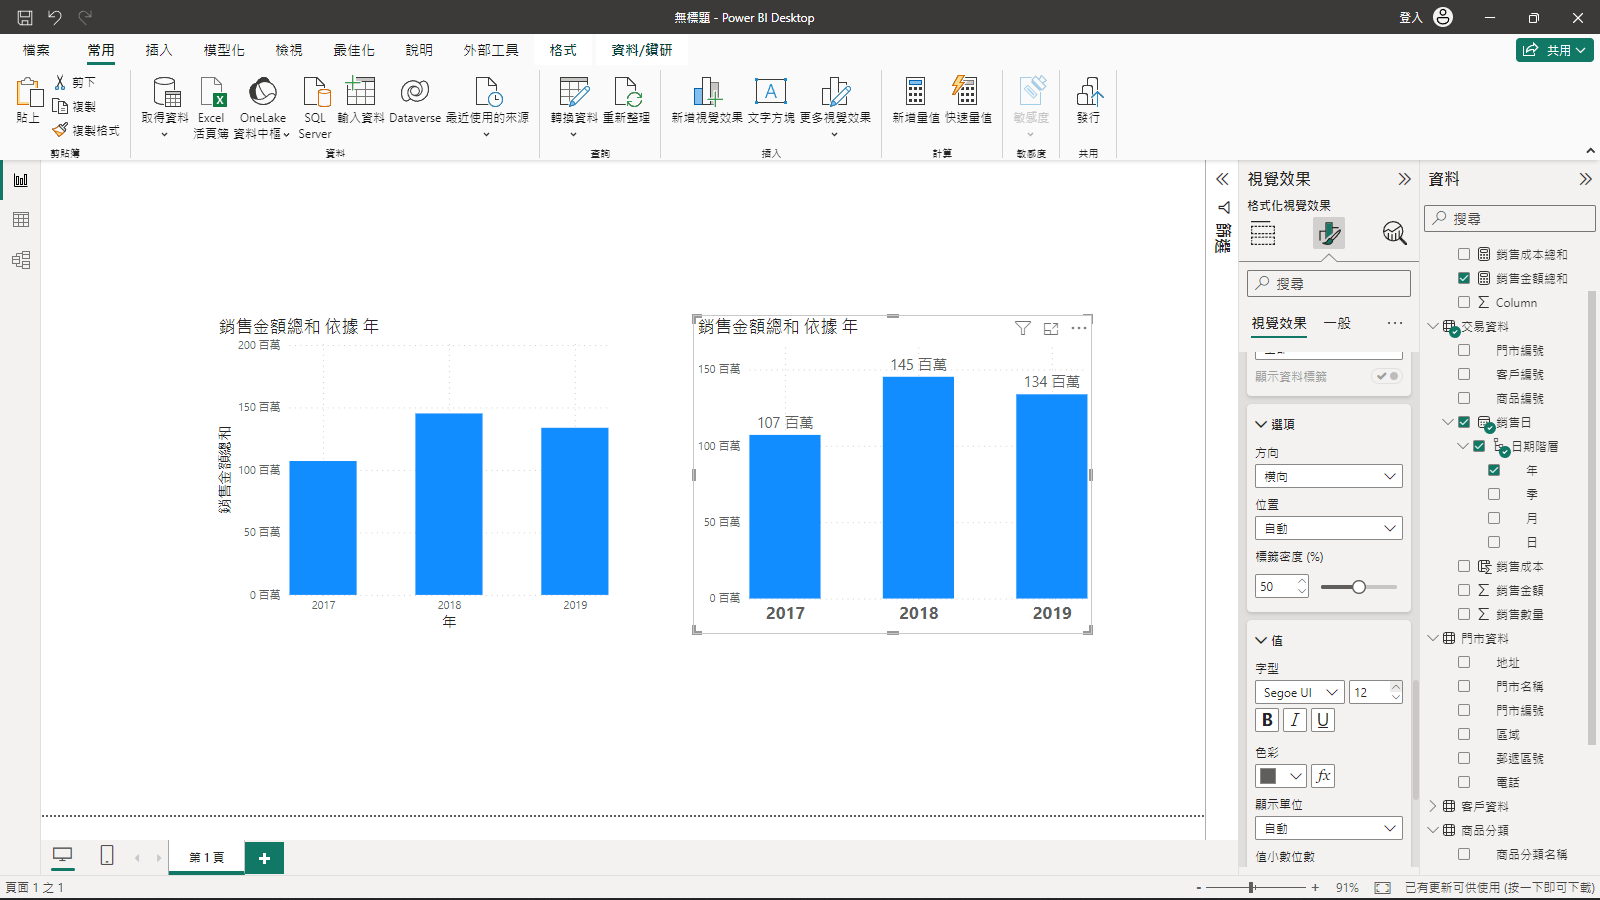 無標題 - Power BI Desktop
登入
檔案 常用 插入 模型化 檢視 最佳化 說明 外部工具 格式 資料/鑽研
共用
貼上
剪下
複製
複製格式
剪貼簿
取得資料
Excel
活頁簿
OneLake
資料中樞
SQL
Server
輸入資料
Dataverse
最近使用的來源
資料
轉換資料
重新整理
查詢
新增視覺效果
文字方塊
更多視覺效果
插入
新增量值
快速量值
計算
敏感度
敏感度
發行
共用
銷售金額總和 依據 年
200 百萬
150 百萬
100 百萬
50 百萬
0 百萬
銷售金額總和
2017 2018 2019
年
銷售金額總和 依據 年
150 百萬
100 百萬
50 百萬
0 百萬
107 百萬
145 百萬
134 百萬
2017 2018 2019
篩選
視覺效果
格式化視覺效果
搜尋
視覺效果 一般
顯示資料標籤
選項
方向
橫向
位置
自動
標籤密度 (%)
50
值
字型
Segoe UI 12
B I U
色彩
fx
顯示單位
自動
值小數位數
資料
搜尋
銷售成本總和
銷售金額總和
Column
交易資料
門市編號
客戶編號
商品編號
銷售日
日期階層
年
季
月
日
銷售成本
銷售金額
銷售數量
門市資料
地址
門市名稱
門市編號
區域
郵遞區號
電話
客戶資料
商品分類
商品分類名稱
第 1 頁
頁面 1 之 1
- + 91%
已有更新可供使用 (按一下即可下載)